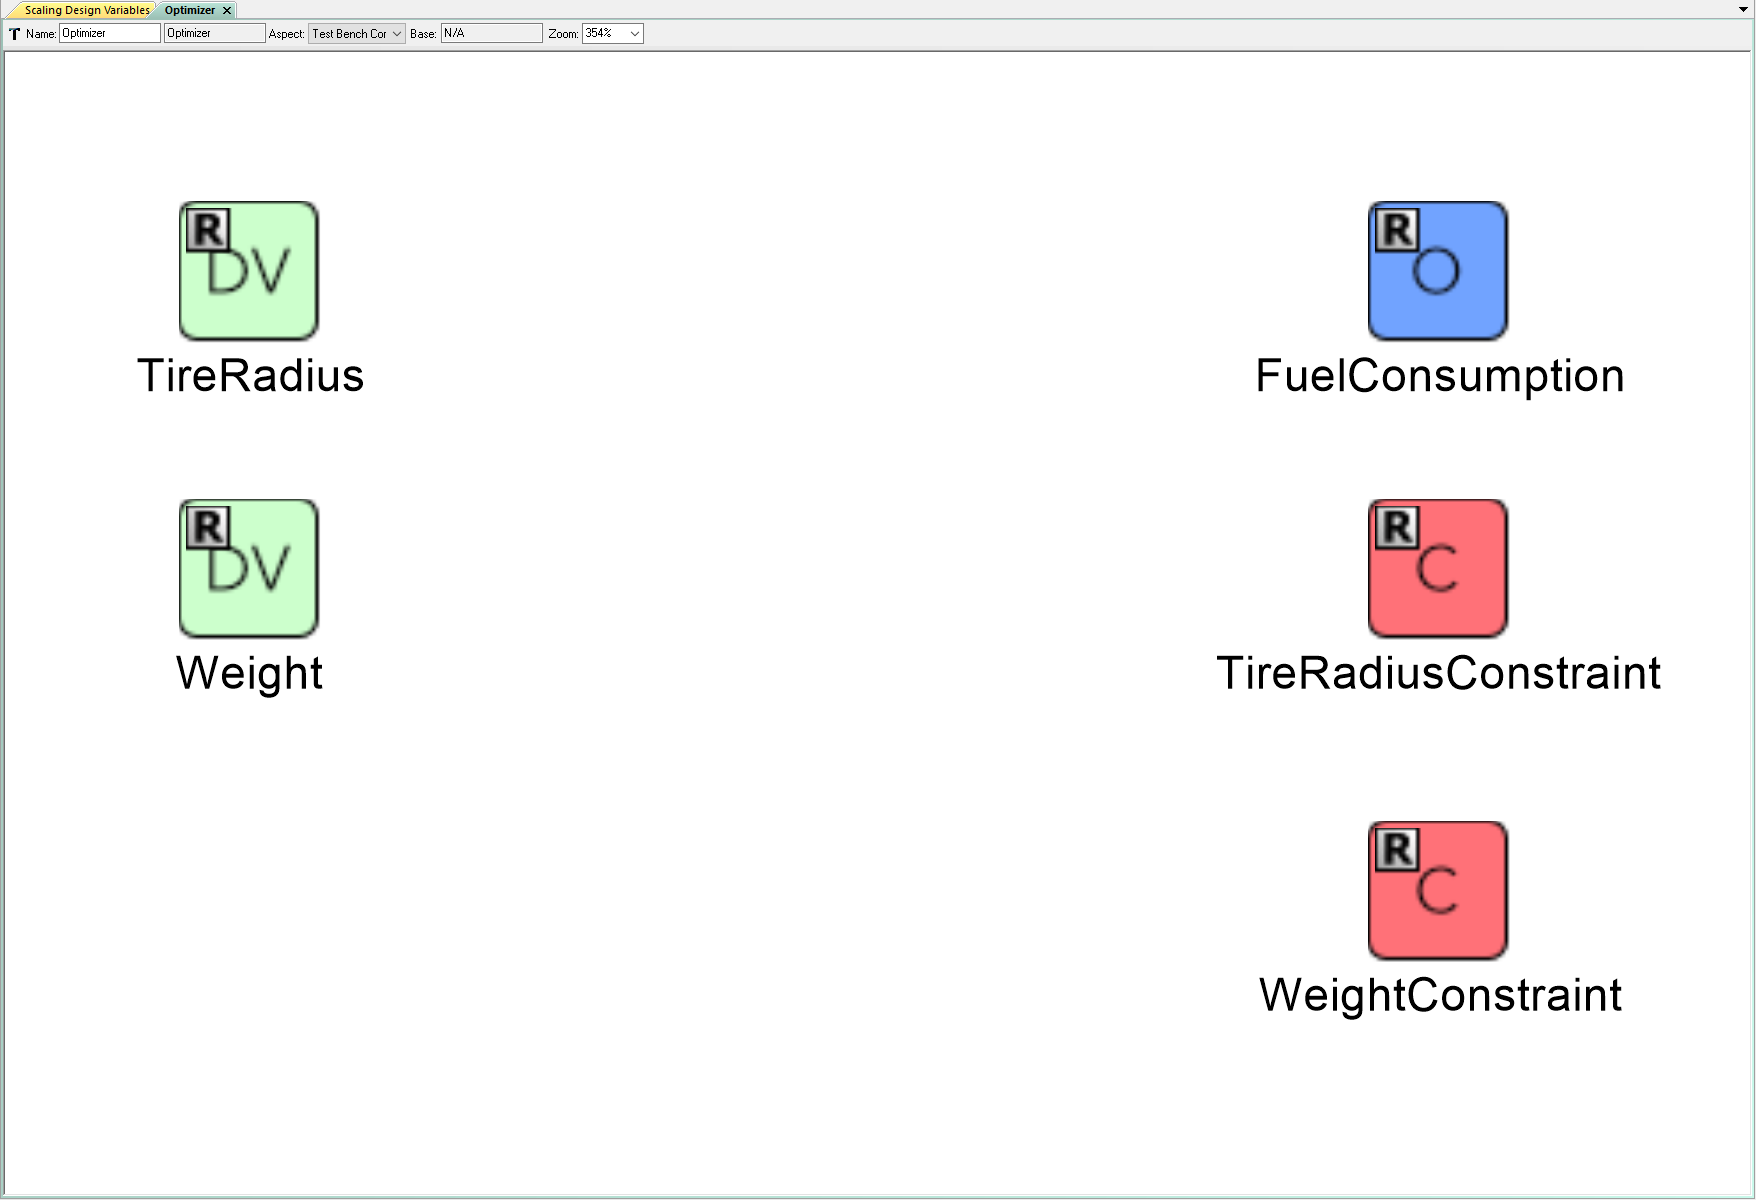 Scaling Design Variables Optimizer
T Name: Optimizer Optimizer Aspect: Test Bench Cor Base: N/A Zoom: 354%
R R
DV O
TireRadius FuelConsumption
R R
DV C
Weight TireRadiusConstraint
R
C
WeightConstraint